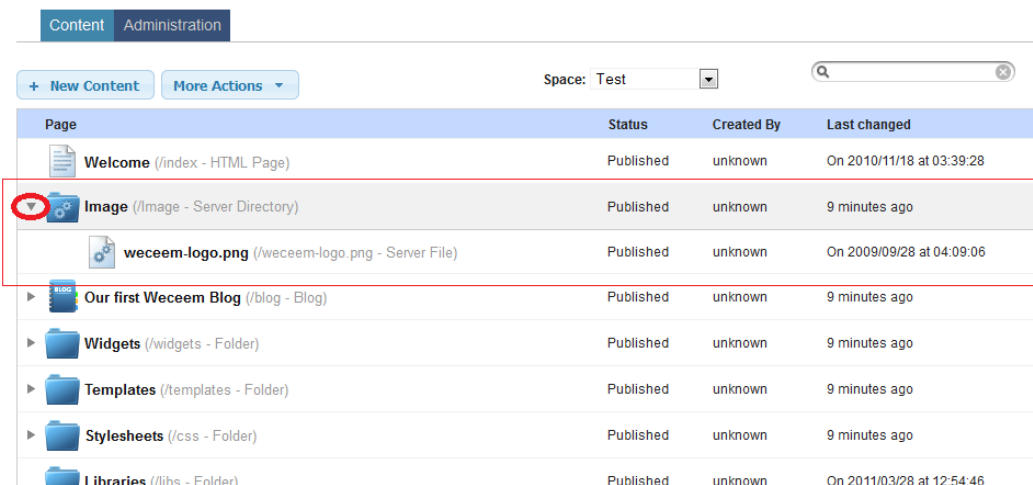 Content Administration
+ New Content More Actions Space: Test
Page Status Created By Last changed
Welcome (/index - HTML Page) Published unknown On 2010/11/18 at 03:39:28
Image (/Image - Server Directory) Published unknown 9 minutes ago
weceem-logo.png (/weceem-logo.png - Server File) Published unknown On 2009/09/28 at 04:09:06
BLOG Our first Weceem Blog (/blog - Blog) Published unknown 9 minutes ago
Widgets (/widgets - Folder) Published unknown 9 minutes ago
Templates (/templates - Folder) Published unknown 9 minutes ago
Stylesheets (/css - Folder) Published unknown 9 minutes ago
Libraries (/libs - Folder) Published unknown On 2011/03/28 at 12:54:46